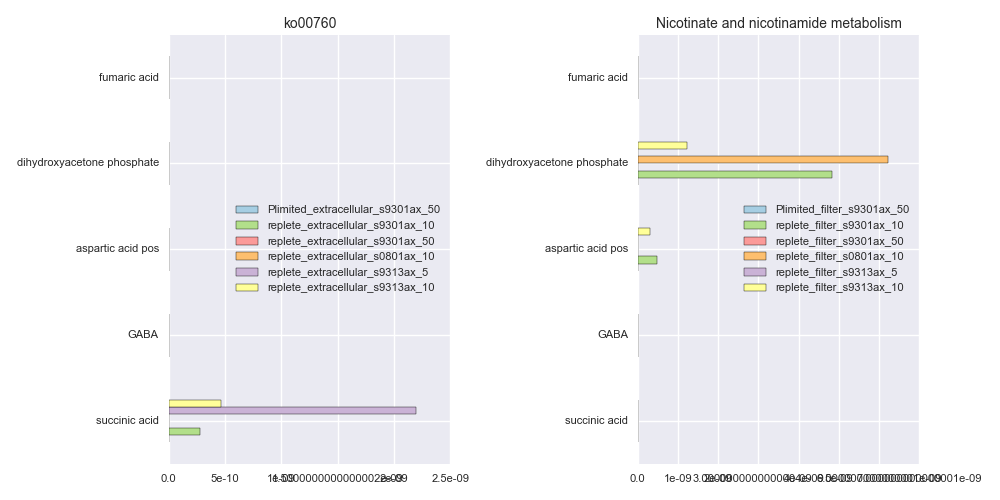 ko00760
fumaric acid
dihydroxyacetone phosphate
aspartic acid pos
GABA
succinic acid
Plimited_extracellular_s9301ax_50
replete_extracellular_s9301ax_10
replete_extracellular_s9301ax_50
replete_extracellular_s0801ax_10
replete_extracellular_s9313ax_5
replete_extracellular_s9313ax_10
0.0
5e-10
2.5e-09
Nicotinate and nicotinamide metabolism
fumaric acid
dihydroxyacetone phosphate
aspartic acid pos
GABA
succinic acid
Plimited_filter_s9301ax_50
replete_filter_s9301ax_10
replete_filter_s9301ax_50
replete_filter_s0801ax_10
replete_filter_s9313ax_5
replete_filter_s9313ax_10
0.0
1e-09